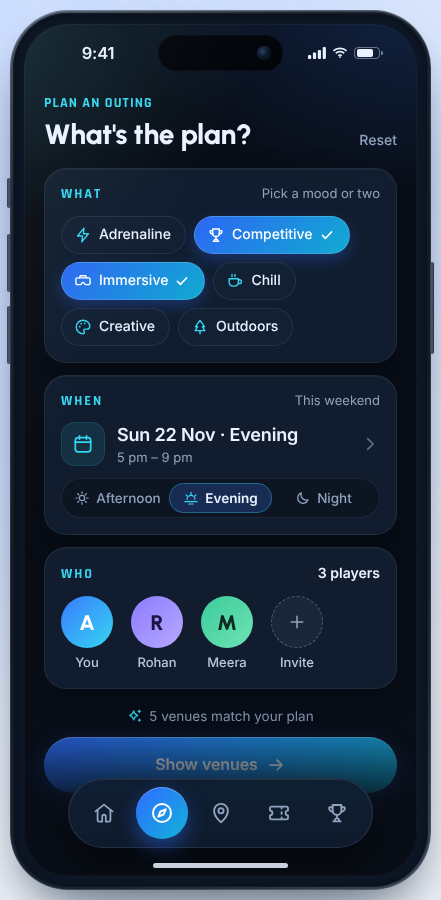 9:41
PLAN AN OUTING
What's the plan?
Reset
WHAT
Pick a mood or two
Adrenaline
Competitive
Immersive
Chill
Creative
Outdoors
WHEN
This weekend
Sun 22 Nov · Evening
5 pm – 9 pm
Afternoon
Evening
Night
WHO
3 players
A
R
M
You
Rohan
Meera
Invite
5 venues match your plan
Show venues →